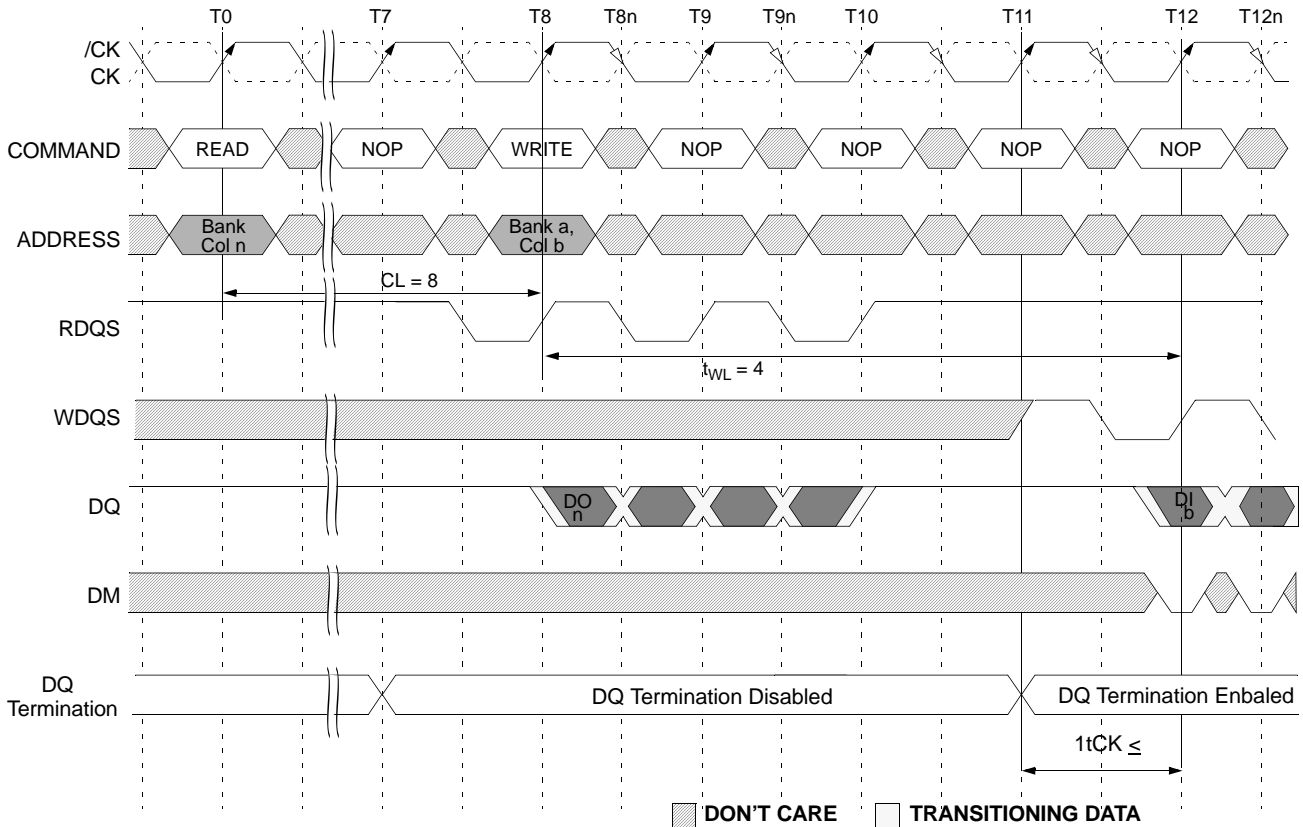 T0 T7 T8 T8n T9 T9n T10 T11 T12 T12n
/CK
CK
COMMAND READ NOP WRITE NOP NOP NOP NOP
ADDRESS Bank Col n Bank a, Col b
CL = 8
RDQS
tWL = 4
WDQS
DQ DO n DI b
DM
DQ Termination DQ Termination Disabled DQ Termination Enbaled
1tCK ≤
DON'T CARE TRANSITIONING DATA